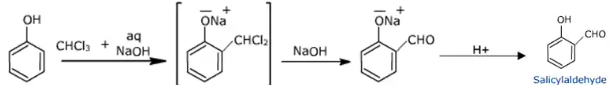 OH
CHCl₃ + aq NaOH
— +
ONa
CHCl₂
NaOH
— +
ONa
CHO
H+
OH
CHO
Salicylaldehyde